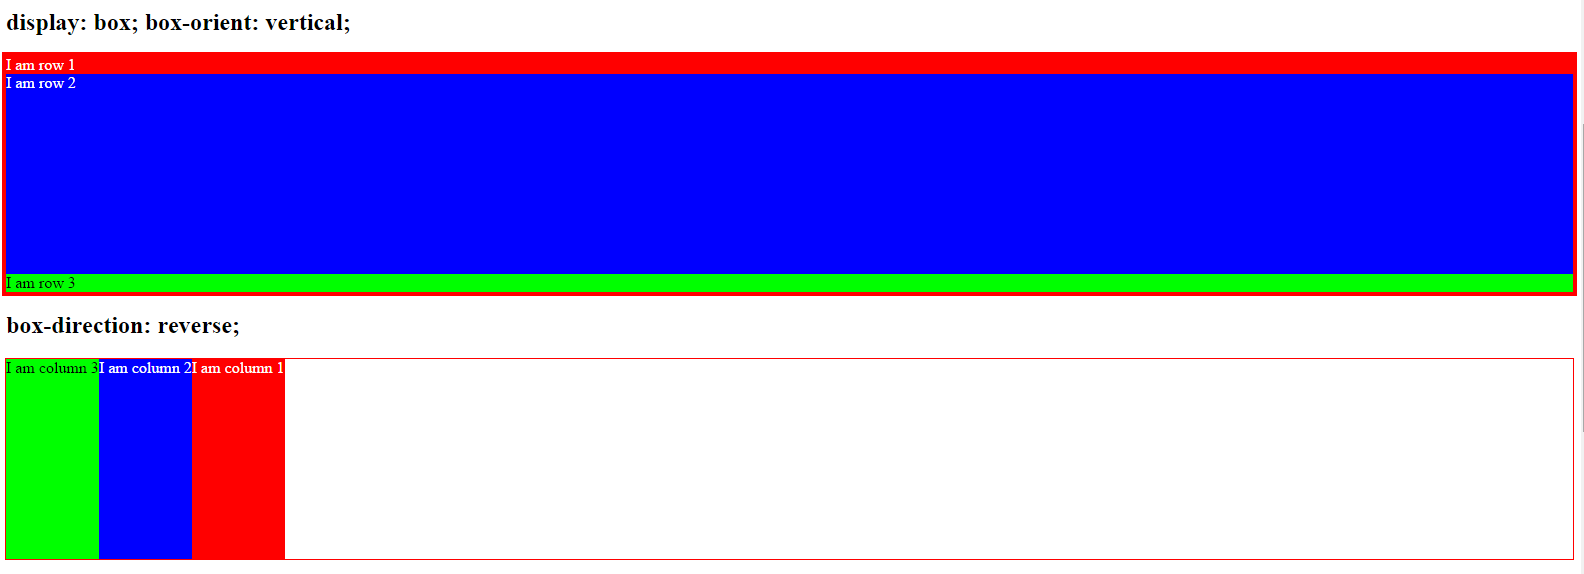 display: box; box-orient: vertical;
I am row 1
I am row 2
I am row 3
box-direction: reverse;
I am column 3 I am column 2 I am column 1